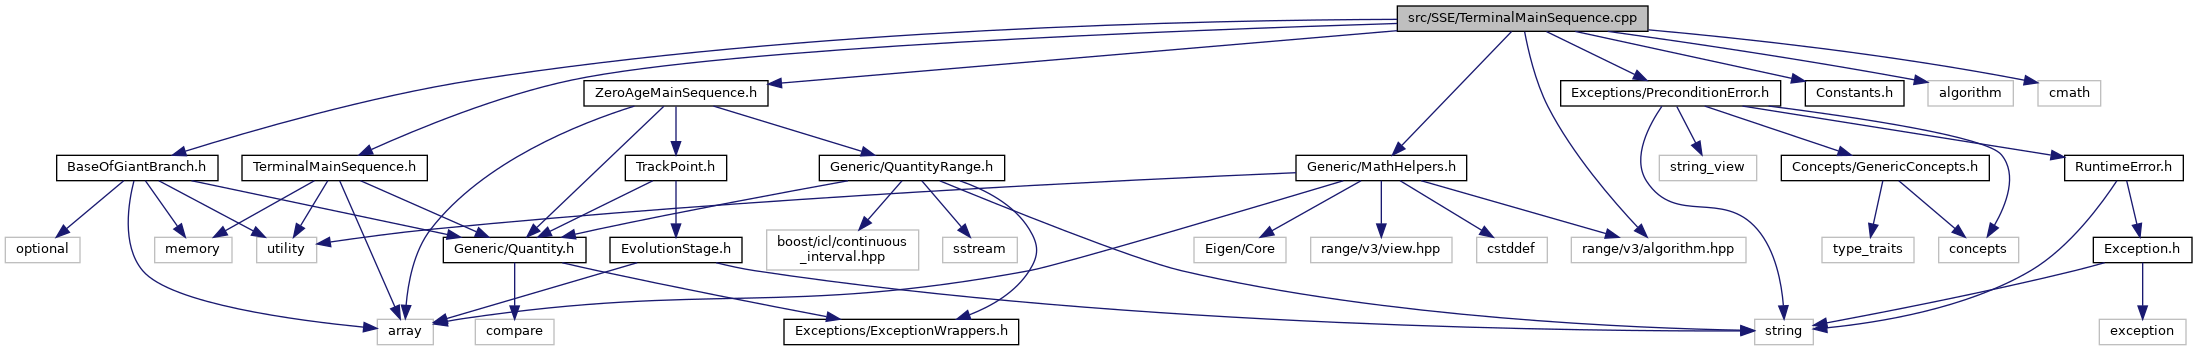 src/SSE/TerminalMainSequence.cpp
ZeroAgeMainSequence.h
Exceptions/PreconditionError.h
Constants.h
algorithm
cmath
BaseOfGiantBranch.h
TerminalMainSequence.h
TrackPoint.h
Generic/QuantityRange.h
Generic/MathHelpers.h
string_view
Concepts/GenericConcepts.h
RuntimeError.h
optional
memory
utility
Generic/Quantity.h
EvolutionStage.h
boost/icl/continuous
_interval.hpp
sstream
Eigen/Core
range/v3/view.hpp
cstddef
range/v3/algorithm.hpp
type_traits
concepts
Exception.h
array
compare
Exceptions/ExceptionWrappers.h
string
exception